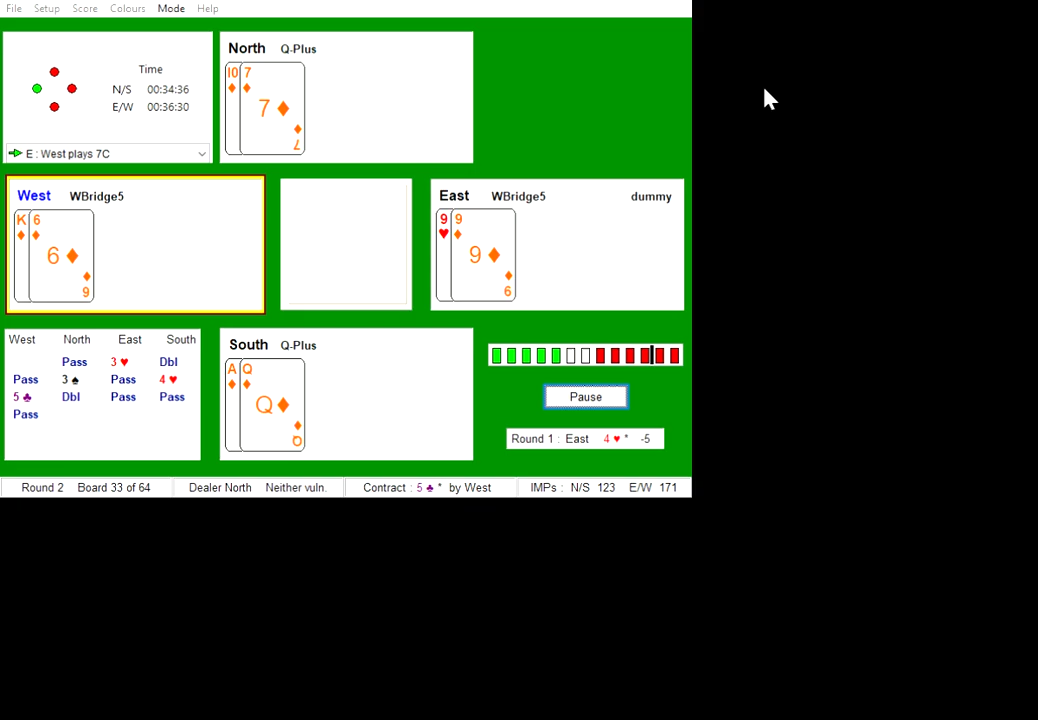 File Setup Score Colours Mode Help
Time
N/S 00:34:36
E/W 00:36:30
E : West plays 7C
North Q-Plus
10 7
7
7
West WBridge5
K 6
6
6
East WBridge5 dummy
9 9
9
9
West North East South
Pass 3 ♥ Dbl
Pass 3 ♠ Pass 4 ♥
5 ♣ Dbl Pass Pass
Pass
South Q-Plus
A Q
Q
Q
Pause
Round 1 : East 4 ♥ * -5
Round 2 Board 33 of 64 Dealer North Neither vuln. Contract : 5 ♣ * by West IMPs : N/S 123 E/W 171